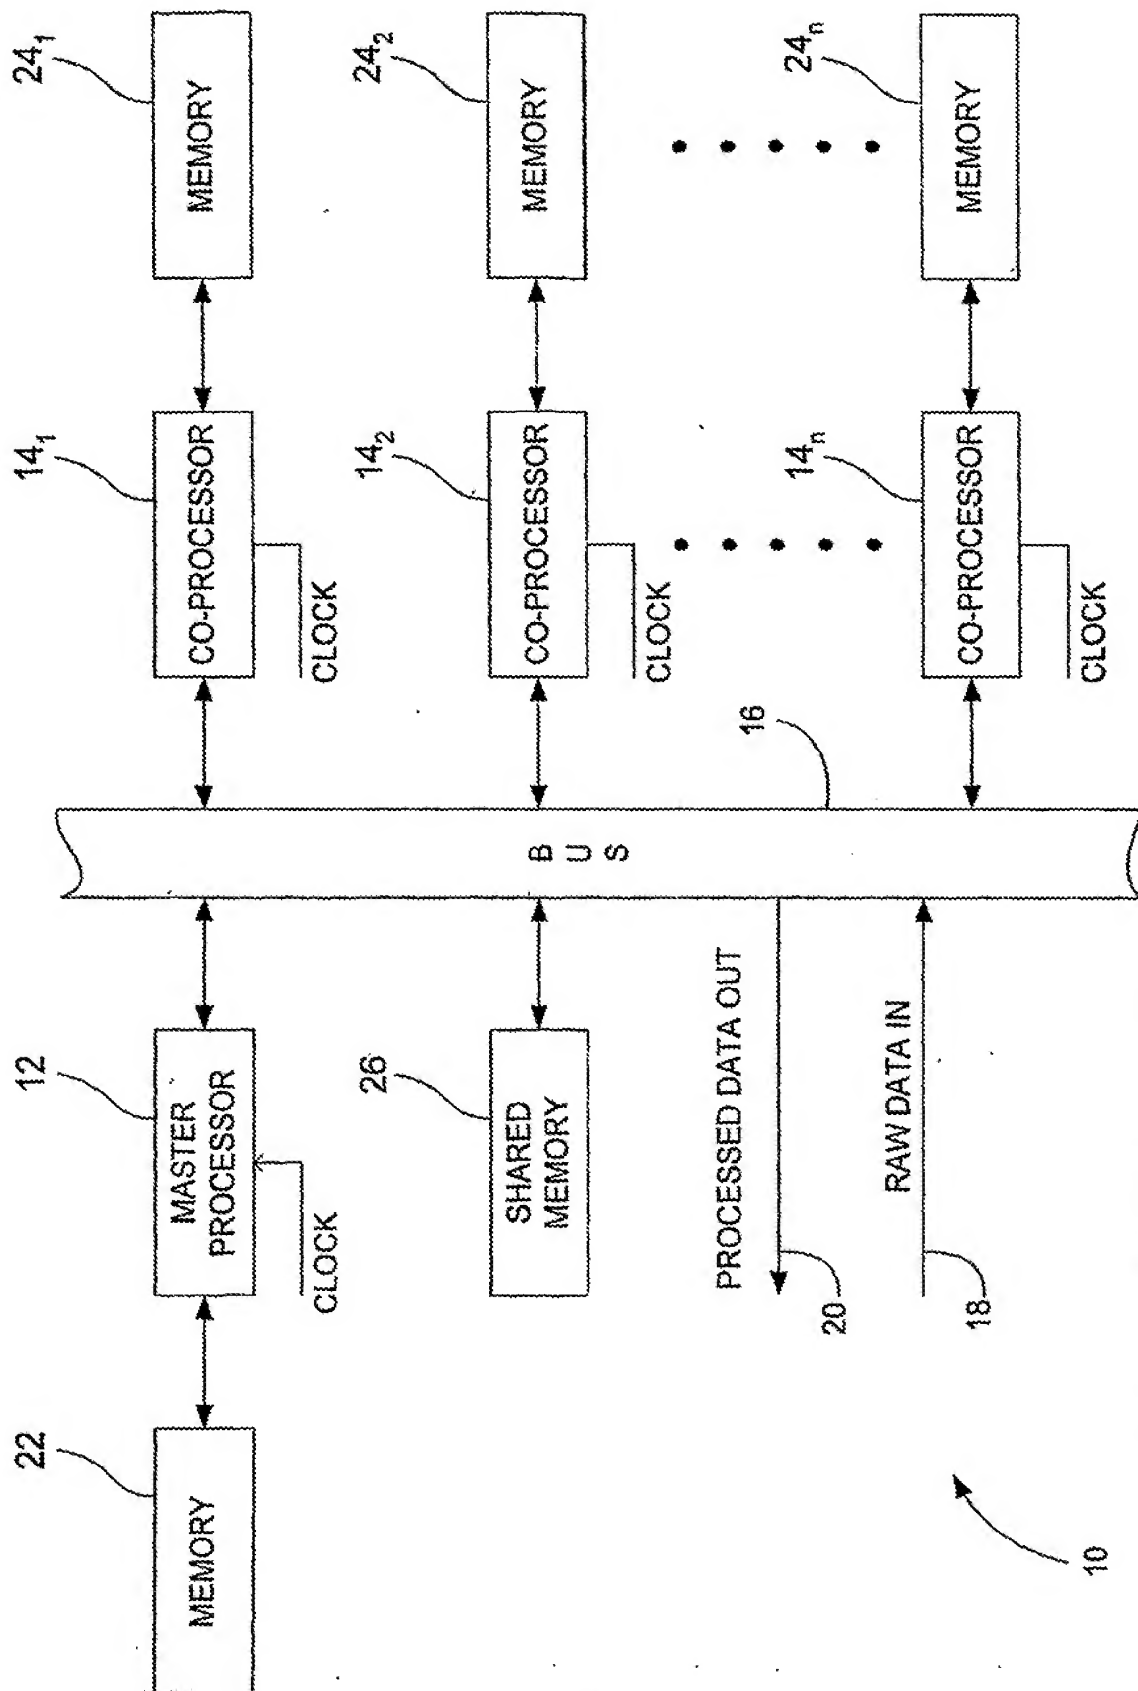 22
12
14₁
24₁
MEMORY
MASTER
PROCESSOR
CO-PROCESSOR
MEMORY
CLOCK
CLOCK
26
14₂
24₂
SHARED
MEMORY
BUS
CO-PROCESSOR
MEMORY
CLOCK
PROCESSED DATA OUT
20
16
RAW DATA IN
18
14ₙ
24ₙ
CO-PROCESSOR
MEMORY
CLOCK
10